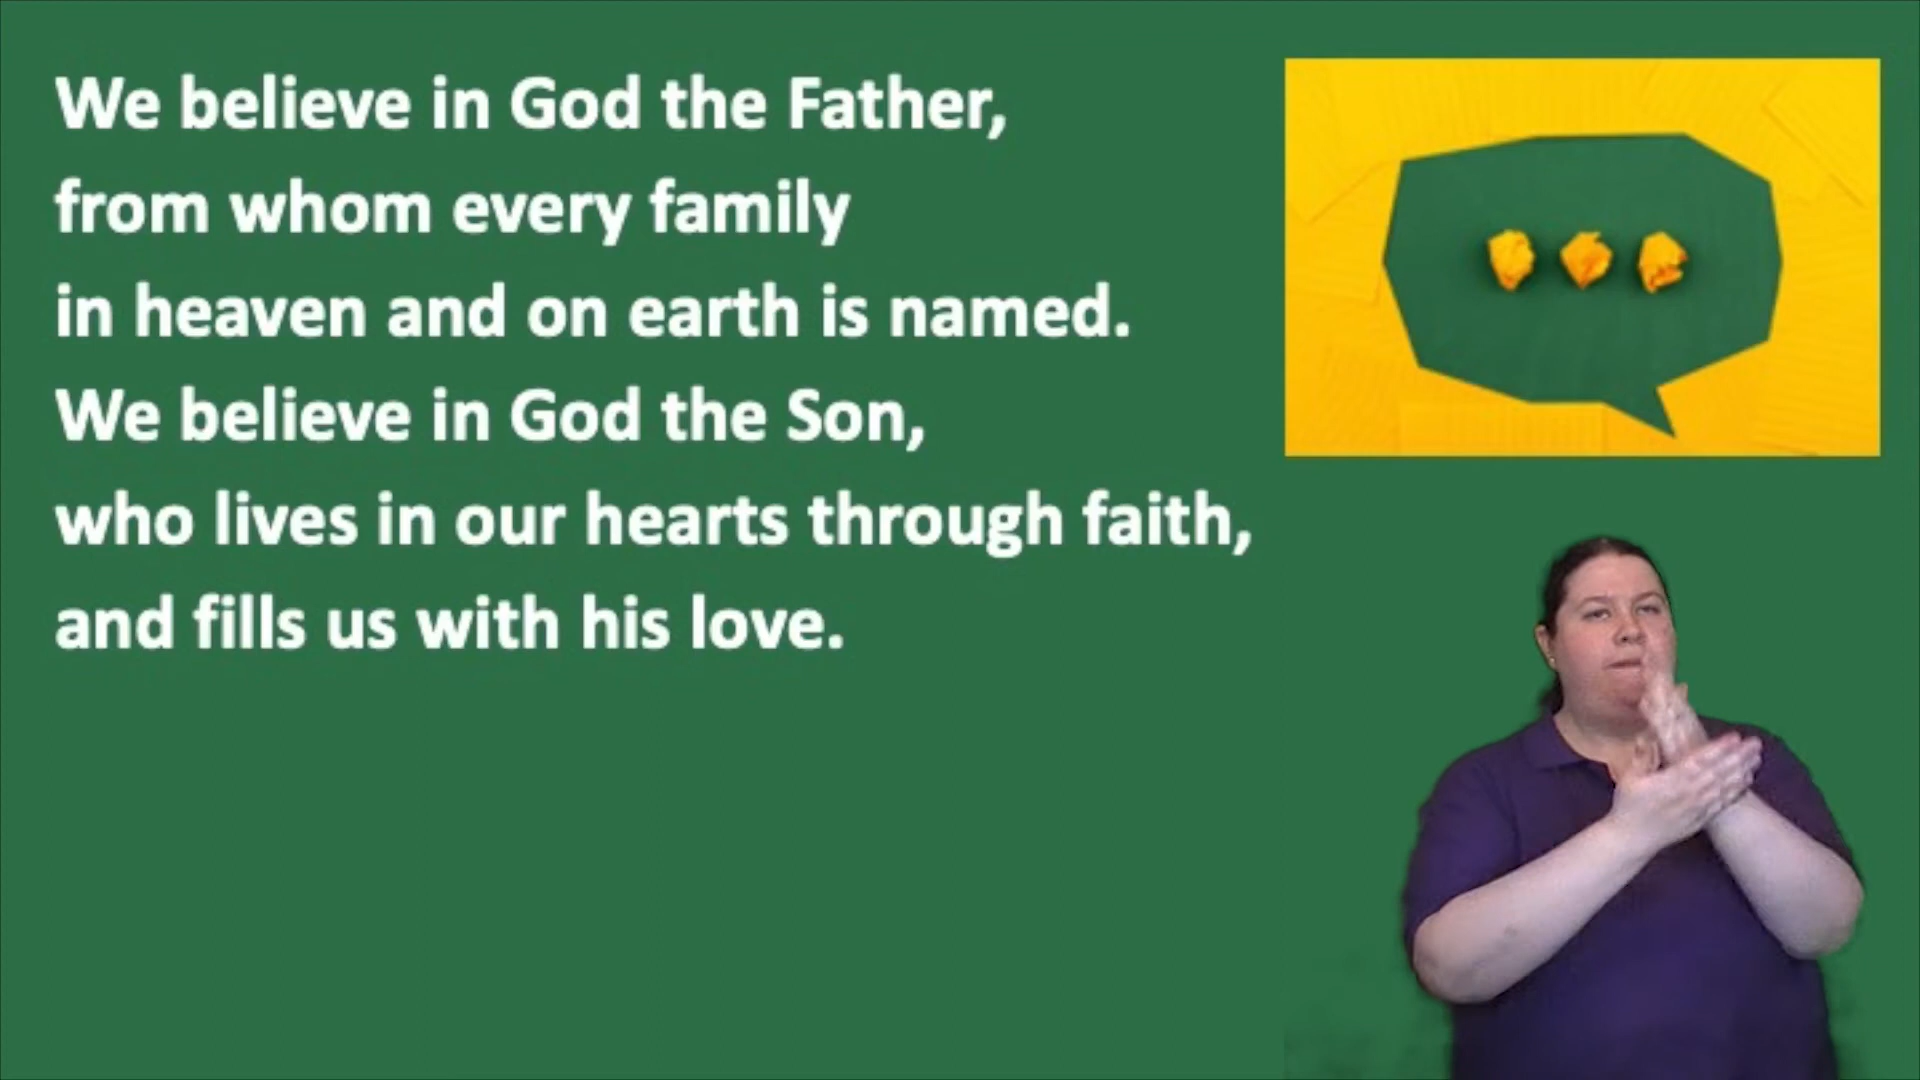 We believe in God the Father,
from whom every family
in heaven and on earth is named.
We believe in God the Son,
who lives in our hearts through faith,
and fills us with his love.